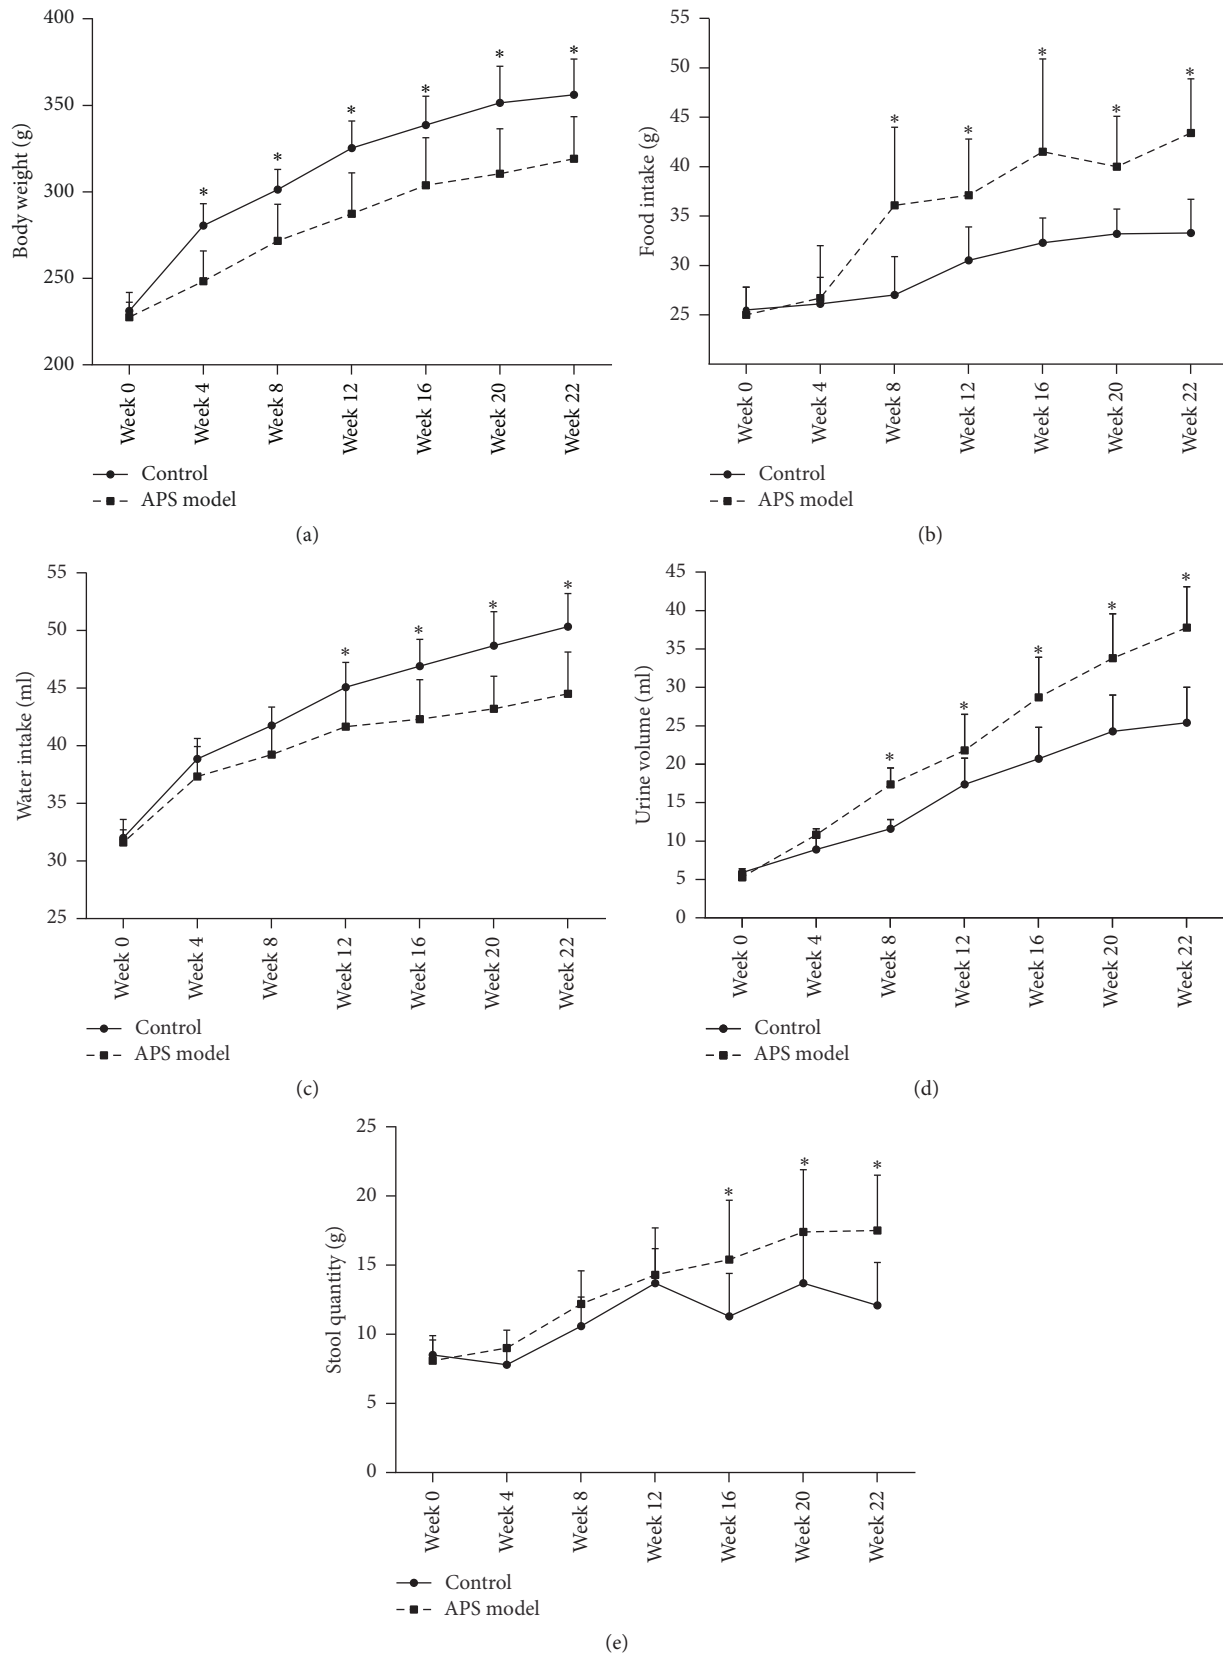 400
350
300
250
200
Body weight (g)
* * * * * *
Week 0 Week 4 Week 8 Week 12 Week 16 Week 20 Week 22
Control
APS model
(a)
55
50
45
40
35
30
25
Food intake (g)
* * * * *
Week 0 Week 4 Week 8 Week 12 Week 16 Week 20 Week 22
Control
APS model
(b)
55
50
45
40
35
30
25
Water intake (ml)
* * * *
Week 0 Week 4 Week 8 Week 12 Week 16 Week 20 Week 22
Control
APS model
(c)
45
40
35
30
25
20
15
10
5
0
Urine volume (ml)
* * * * *
Week 0 Week 4 Week 8 Week 12 Week 16 Week 20 Week 22
Control
APS model
(d)
25
20
15
10
5
0
Stool quantity (g)
* * *
Week 0 Week 4 Week 8 Week 12 Week 16 Week 20 Week 22
Control
APS model
(e)